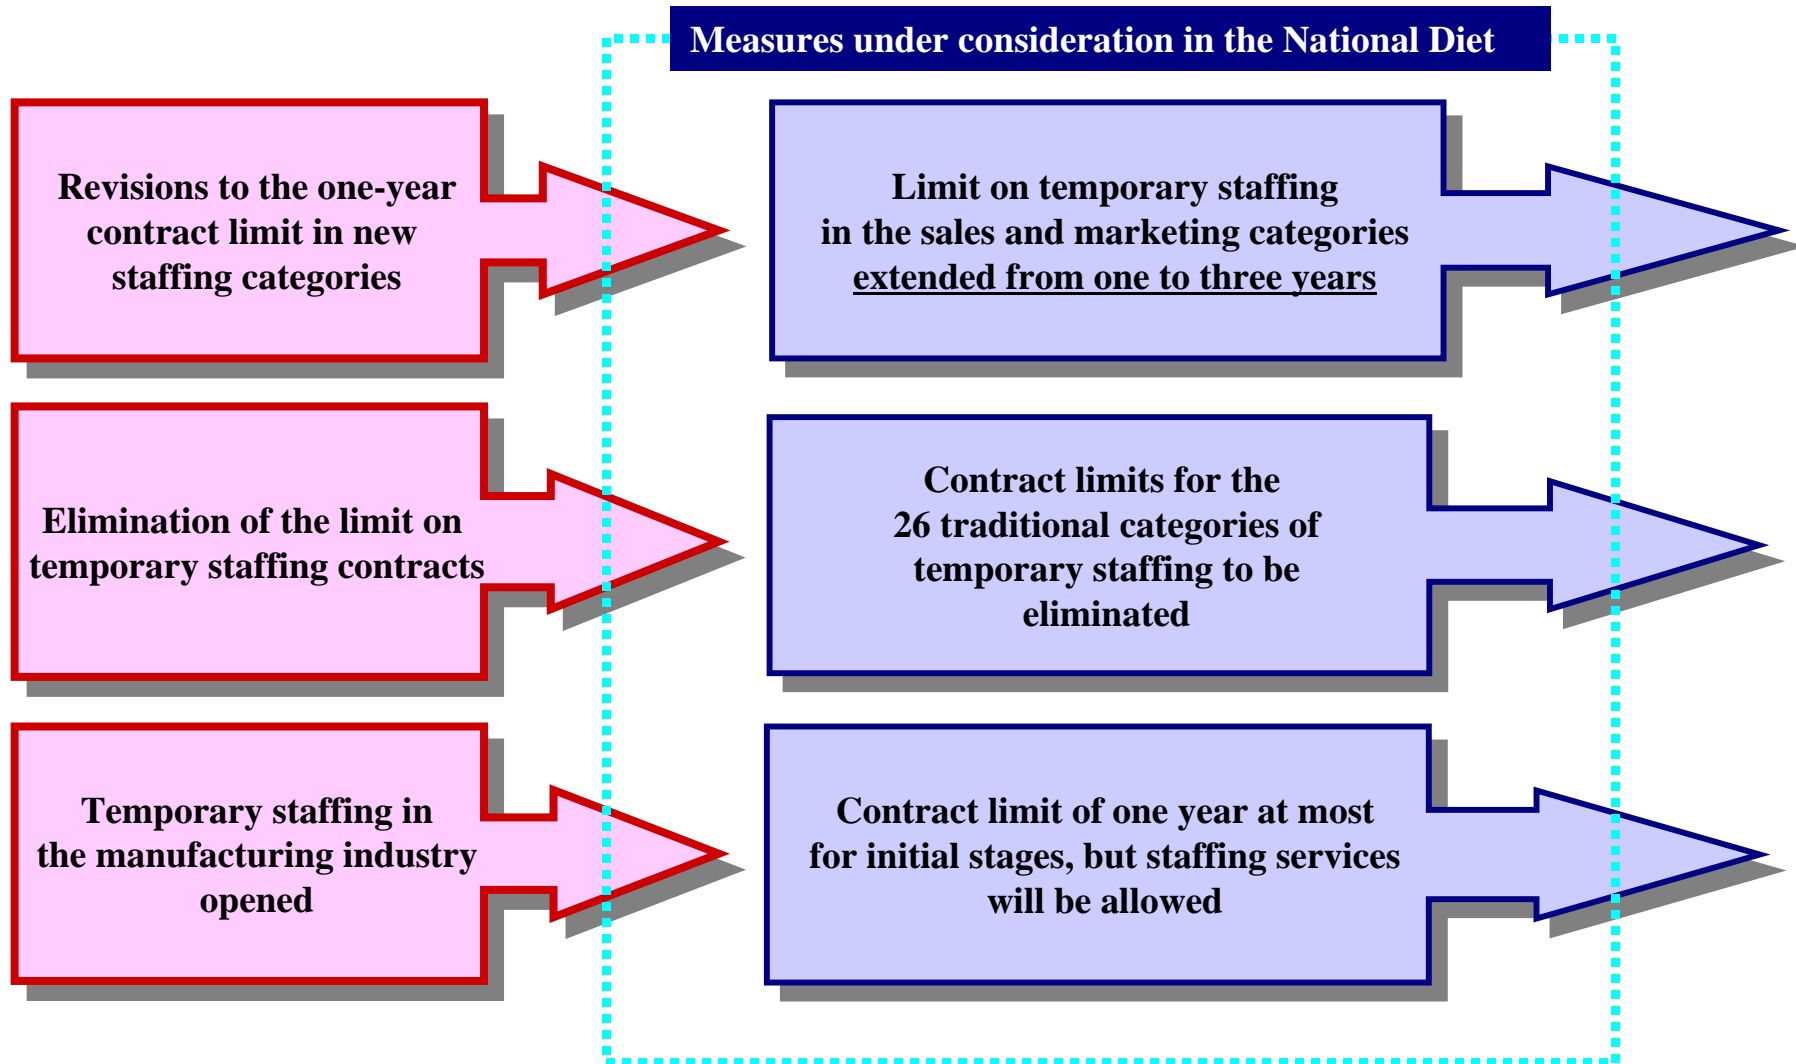 Measures under consideration in the National Diet
Revisions to the one-year
contract limit in new
staffing categories
Limit on temporary staffing
in the sales and marketing categories
extended from one to three years
Elimination of the limit on
temporary staffing contracts
Contract limits for the
26 traditional categories of
temporary staffing to be
eliminated
Temporary staffing in
the manufacturing industry
opened
Contract limit of one year at most
for initial stages, but staffing services
will be allowed